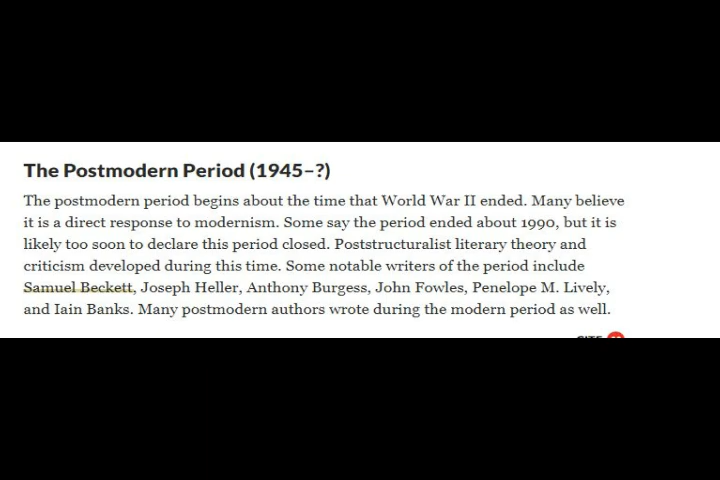 The Postmodern Period (1945–?)
The postmodern period begins about the time that World War II ended. Many believe
it is a direct response to modernism. Some say the period ended about 1990, but it is
likely too soon to declare this period closed. Poststructuralist literary theory and
criticism developed during this time. Some notable writers of the period include
Samuel Beckett, Joseph Heller, Anthony Burgess, John Fowles, Penelope M. Lively,
and Iain Banks. Many postmodern authors wrote during the modern period as well.